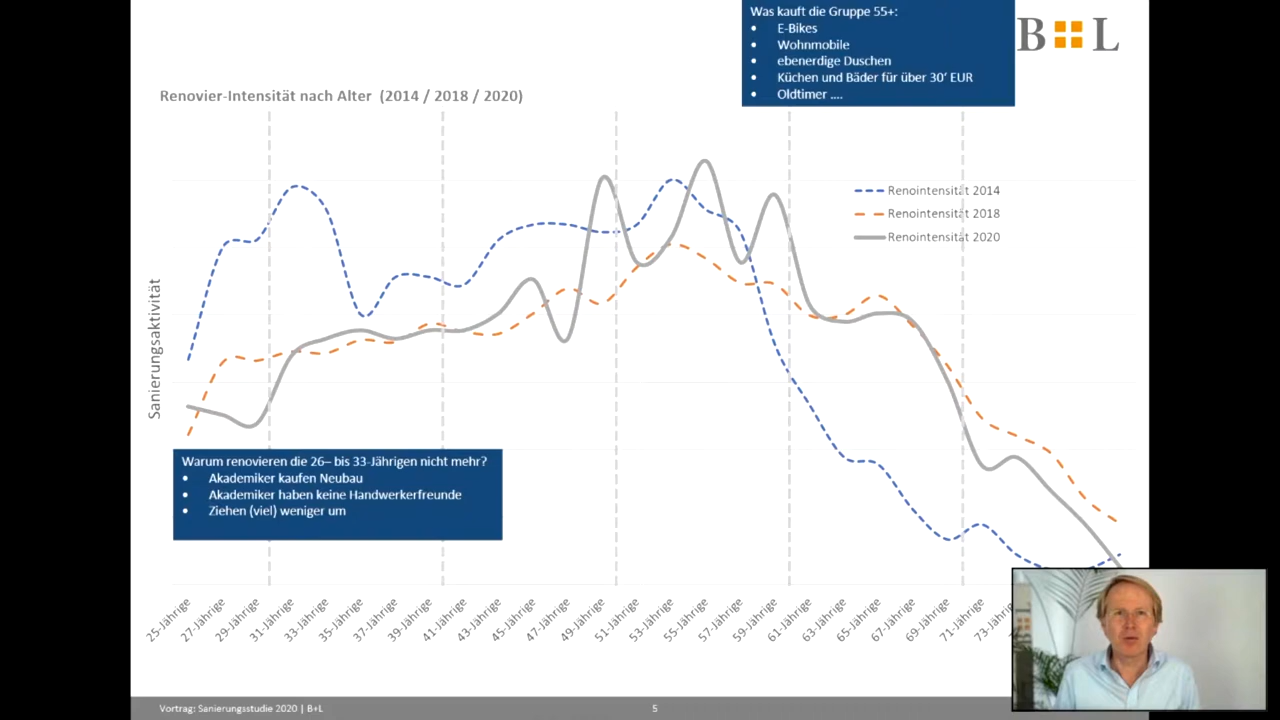 Was kauft die Gruppe 55+:
• E-Bikes
• Wohnmobile
• ebenerdige Duschen
• Küchen und Bäder für über 30’ EUR
• Oldtimer ....
B L
Renovier-Intensität nach Alter (2014 / 2018 / 2020)
Renointensität 2014
Renointensität 2018
Renointensität 2020
Sanierungsaktivität
Warum renovieren die 26– bis 33-Jährigen nicht mehr?
• Akademiker kaufen Neubau
• Akademiker haben keine Handwerkerfreunde
• Ziehen (viel) weniger um
25-Jährige
27-Jährige
29-Jährige
31-Jährige
33-Jährige
35-Jährige
37-Jährige
39-Jährige
41-Jährige
43-Jährige
45-Jährige
47-Jährige
49-Jährige
51-Jährige
53-Jährige
55-Jährige
57-Jährige
59-Jährige
61-Jährige
63-Jährige
65-Jährige
67-Jährige
69-Jährige
71-Jährige
73-Jä
Vortrag: Sanierungsstudie 2020 | B+L
5